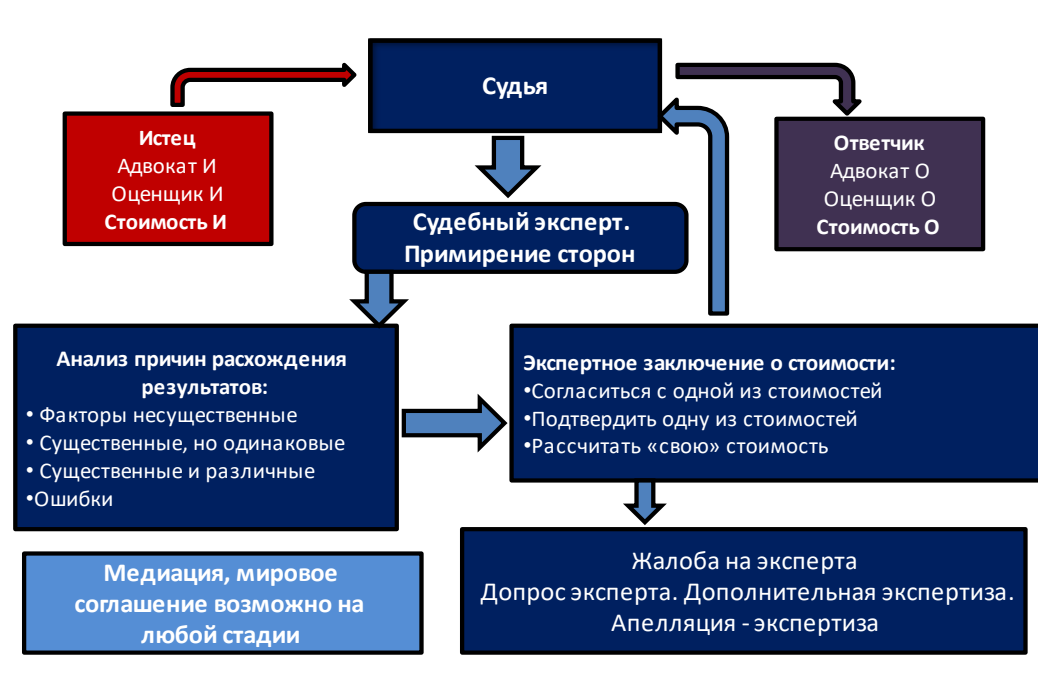 Судья
Истец
Адвокат И
Оценщик И
Стоимость И
Ответчик
Адвокат О
Оценщик О
Стоимость О
Судебный эксперт.
Примирение сторон
Анализ причин расхождения
результатов:
• Факторы несущественные
• Существенные, но одинаковые
• Существенные и различные
•Ошибки
Экспертное заключение о стоимости:
•Согласиться с одной из стоимостей
•Подтвердить одну из стоимостей
•Рассчитать «свою» стоимость
Медиация, мировое
соглашение возможно на
любой стадии
Жалоба на эксперта
Допрос эксперта. Дополнительная экспертиза.
Апелляция - экспертиза